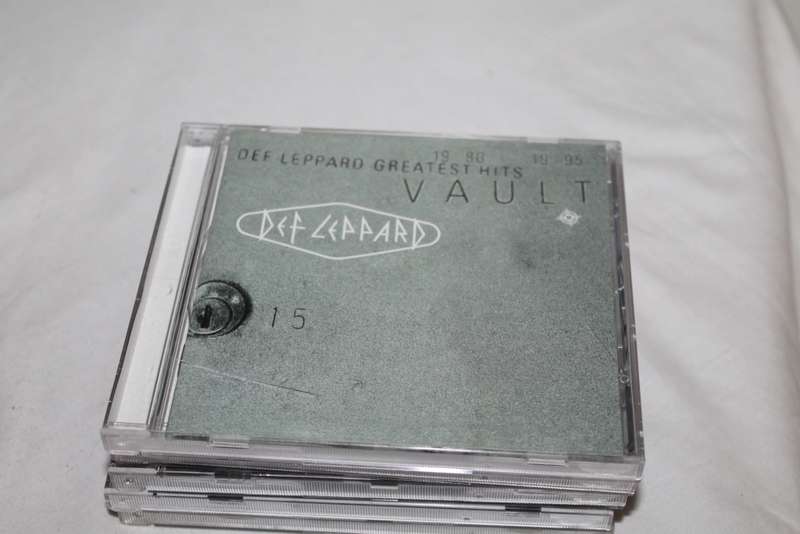 19 80 19 95
DEF LEPPARD GREATEST HITS
VAULT
DEF LEPPARD
15